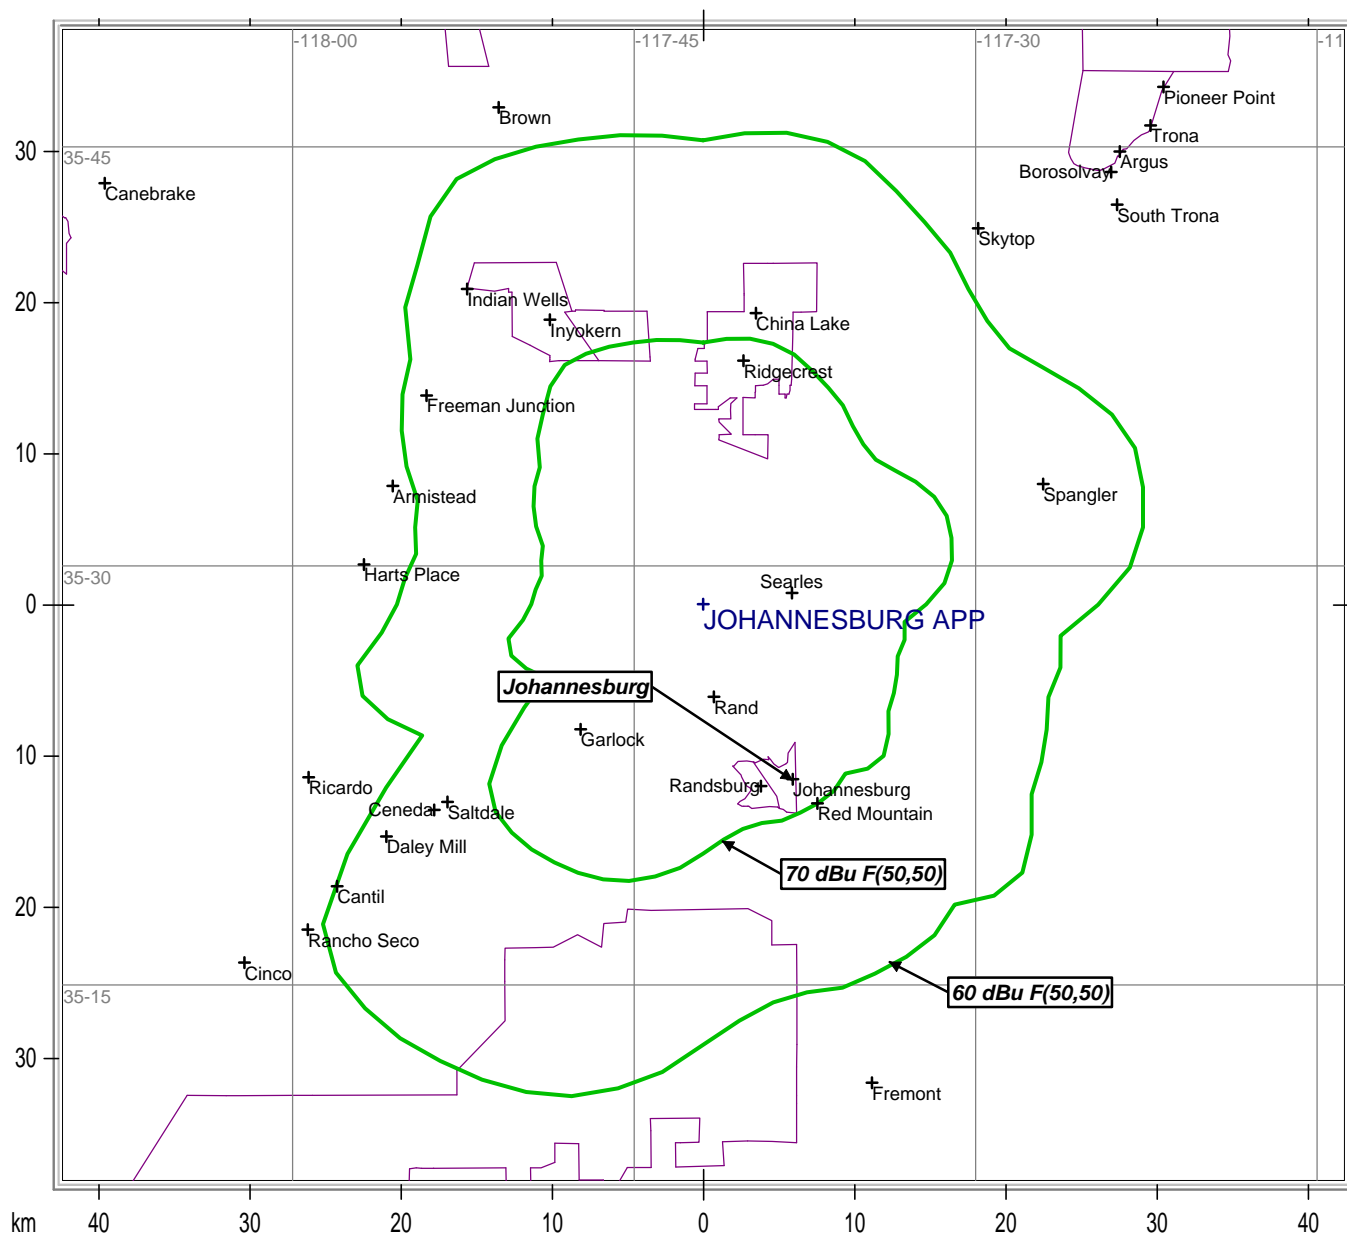 -118-00
-117-45
-117-30
-11
Pioneer Point
Brown
Trona
30
35-45
Argus
Borosolvay
Canebrake
South Trona
Skytop
20
Indian Wells
China Lake
Inyokern
Ridgecrest
Freeman Junction
10
Armistead
Spangler
35-30
Harts Place
Searles
0
JOHANNESBURG APP
Johannesburg
Rand
Garlock
10
Ricardo
Randsburg
Johannesburg
Ceneda
Saltdale
Red Mountain
Daley Mill
70 dBu F(50,50)
Cantil
20
Rancho Seco
Cinco
35-15
60 dBu F(50,50)
30
Fremont
km 40 30 20 10 0 10 20 30 40